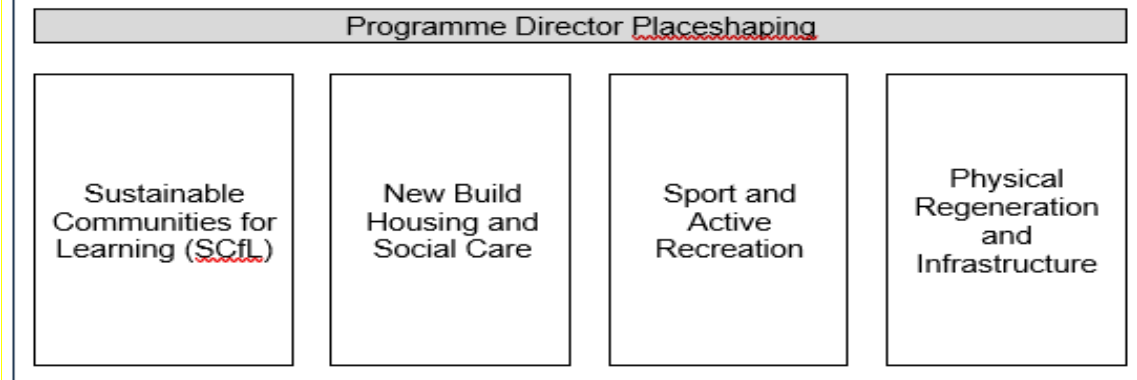 Programme Director Placeshaping
Sustainable
Communities for
Learning (SCfL)
New Build
Housing and
Social Care
Sport and
Active
Recreation
Physical
Regeneration
and
Infrastructure